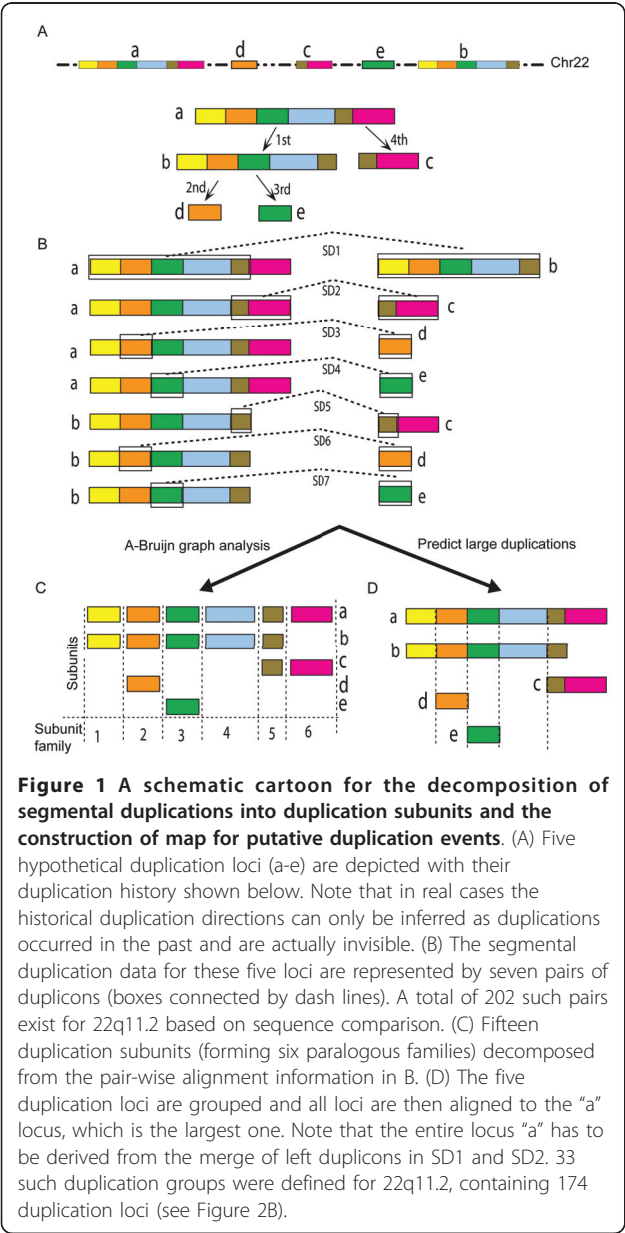 A
a d c e b
Chr22
a
1st 4th
b c
2nd 3rd
d e
B
SD1
a b
SD2
a c
SD3
a d
SD4
a e
SD5
b c
SD6
b d
SD7
b e
A-Bruijn graph analysis Predict large duplications
C
Subunits
a
b
c
d
e
Subunit
family 1 2 3 4 5 6
D
a
b
c
d
e
Figure 1 A schematic cartoon for the decomposition of
segmental duplications into duplication subunits and the
construction of map for putative duplication events. (A) Five
hypothetical duplication loci (a-e) are depicted with their
duplication history shown below. Note that in real cases the
historical duplication directions can only be inferred as duplications
occurred in the past and are actually invisible. (B) The segmental
duplication data for these five loci are represented by seven pairs of
duplicons (boxes connected by dash lines). A total of 202 such pairs
exist for 22q11.2 based on sequence comparison. (C) Fifteen
duplication subunits (forming six paralogous families) decomposed
from the pair-wise alignment information in B. (D) The five
duplication loci are grouped and all loci are then aligned to the “a”
locus, which is the largest one. Note that the entire locus “a” has to
be derived from the merge of left duplicons in SD1 and SD2. 33
such duplication groups were defined for 22q11.2, containing 174
duplication loci (see Figure 2B).